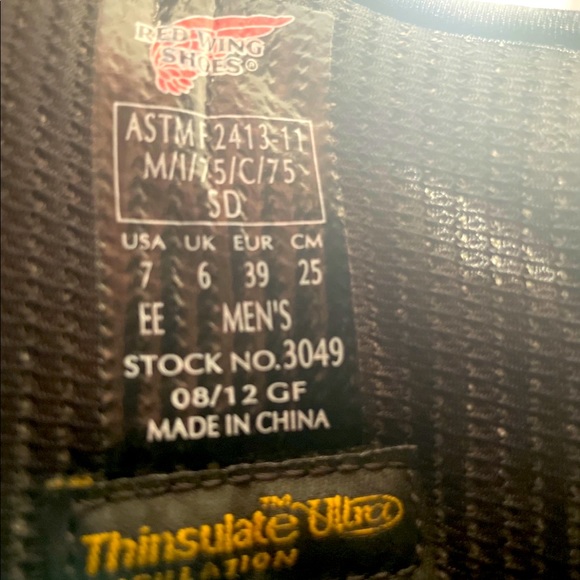 RED WING
SHOES®
ASTM F2413-11
M/I/75/C/75
SD
USA UK EUR CM
7 6 39 25
EE MEN'S
STOCK NO.3049
08/12 GF
MADE IN CHINA
Thinsulate™ Ultra
INSULATION